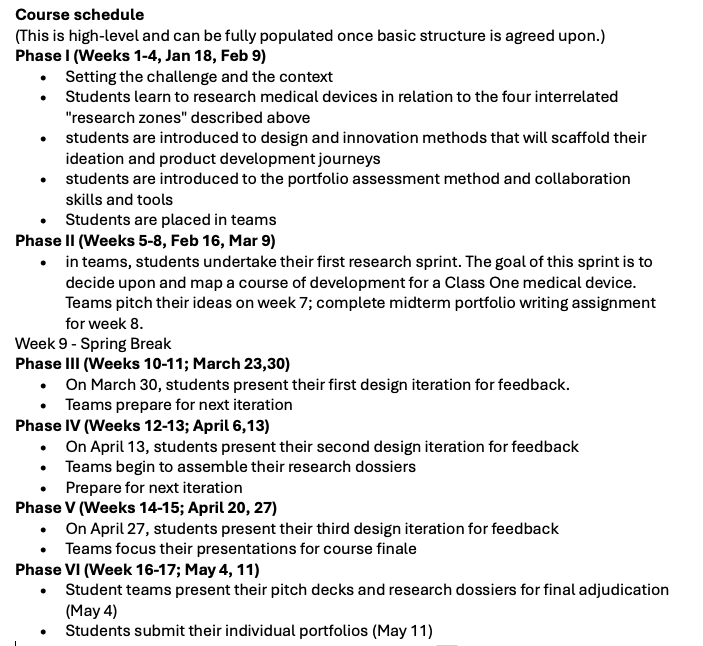 Course schedule
(This is high-level and can be fully populated once basic structure is agreed upon.)
Phase I (Weeks 1-4, Jan 18, Feb 9)
• Setting the challenge and the context
• Students learn to research medical devices in relation to the four interrelated
"research zones" described above
• students are introduced to design and innovation methods that will scaffold their
ideation and product development journeys
• students are introduced to the portfolio assessment method and collaboration
skills and tools
• Students are placed in teams
Phase II (Weeks 5-8, Feb 16, Mar 9)
• in teams, students undertake their first research sprint. The goal of this sprint is to
decide upon and map a course of development for a Class One medical device.
Teams pitch their ideas on week 7; complete midterm portfolio writing assignment
for week 8.
Week 9 - Spring Break
Phase III (Weeks 10-11; March 23,30)
• On March 30, students present their first design iteration for feedback.
• Teams prepare for next iteration
Phase IV (Weeks 12-13; April 6,13)
• On April 13, students present their second design iteration for feedback
• Teams begin to assemble their research dossiers
• Prepare for next iteration
Phase V (Weeks 14-15; April 20, 27)
• On April 27, students present their third design iteration for feedback
• Teams focus their presentations for course finale
Phase VI (Week 16-17; May 4, 11)
• Student teams present their pitch decks and research dossiers for final adjudication
(May 4)
• Students submit their individual portfolios (May 11)